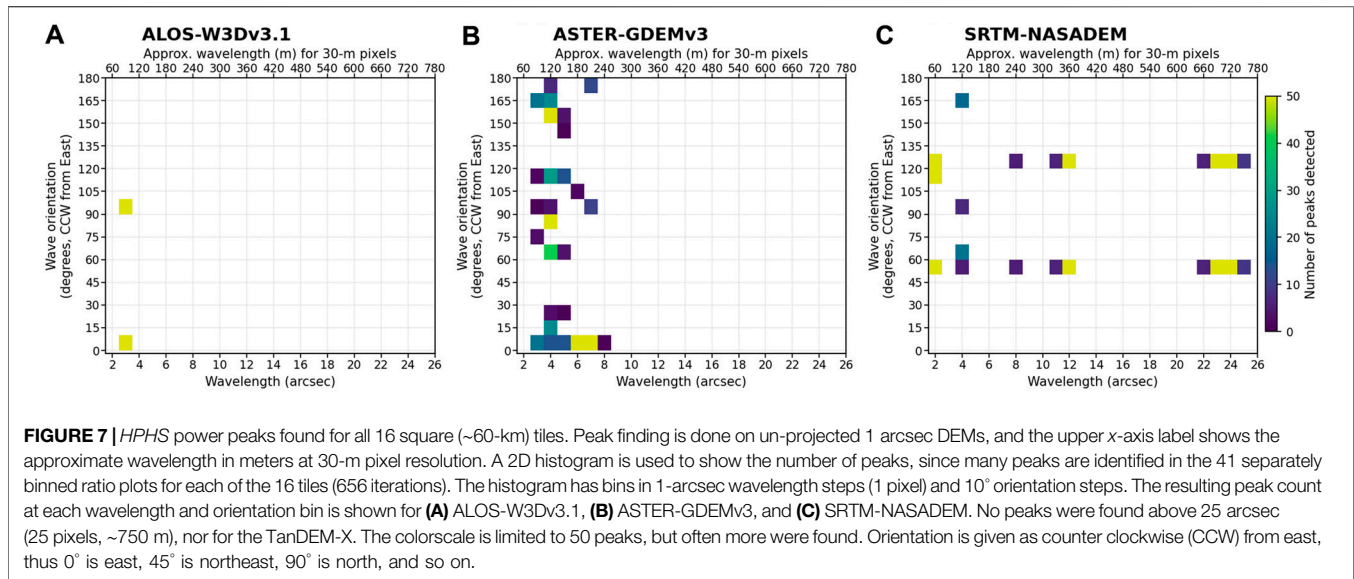 A
ALOS-W3Dv3.1
Approx. wavelength (m) for 30-m pixels
60 120 180 240 300 360 420 480 540 600 660 720 780
180
165
150
135
120
105
90
75
60
45
30
15
0
Wave orientation
(degrees, CCW from East)
2 4 6 8 10 12 14 16 18 20 22 24 26
Wavelength (arcsec)
B
ASTER-GDEMv3
Approx. wavelength (m) for 30-m pixels
60 120 180 240 300 360 420 480 540 600 660 720 780
180
165
150
135
120
105
90
75
60
45
30
15
0
Wave orientation
(degrees, CCW from East)
2 4 6 8 10 12 14 16 18 20 22 24 26
Wavelength (arcsec)
C
SRTM-NASADEM
Approx. wavelength (m) for 30-m pixels
60 120 180 240 300 360 420 480 540 600 660 720 780
180
165
150
135
120
105
90
75
60
45
30
15
0
Wave orientation
(degrees, CCW from East)
2 4 6 8 10 12 14 16 18 20 22 24 26
Wavelength (arcsec)
50
40
30
20
10
0
Number of peaks detected
FIGURE 7 | HPHS power peaks found for all 16 square (~60-km) tiles. Peak finding is done on un-projected 1 arcsec DEMs, and the upper x-axis label shows the
approximate wavelength in meters at 30-m pixel resolution. A 2D histogram is used to show the number of peaks, since many peaks are identified in the 41 separately
binned ratio plots for each of the 16 tiles (656 iterations). The histogram has bins in 1-arcsec wavelength steps (1 pixel) and 10° orientation steps. The resulting peak count
at each wavelength and orientation bin is shown for (A) ALOS-W3Dv3.1, (B) ASTER-GDEMv3, and (C) SRTM-NASADEM. No peaks were found above 25 arcsec
(25 pixels, ~750 m), nor for the TanDEM-X. The colorscale is limited to 50 peaks, but often more were found. Orientation is given as counter clockwise (CCW) from east,
thus 0° is east, 45° is northeast, 90° is north, and so on.